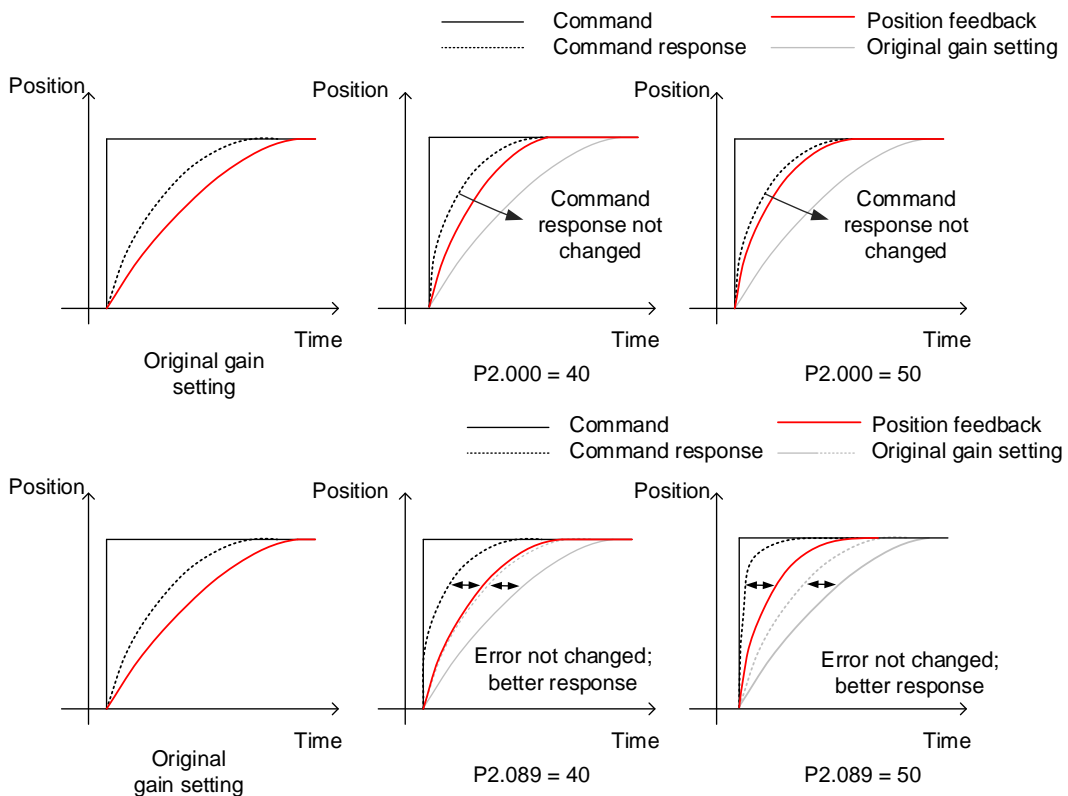 Command
Position feedback
Command response
Original gain setting
Position
Position
Position
Command
response not
changed
Command
response not
changed
Time
Time
Time
Original gain
setting
P2.000 = 40
P2.000 = 50
Command
Position feedback
Command response
Original gain setting
Position
Position
Position
Error not changed;
better response
Error not changed;
better response
Time
Time
Time
Original
gain setting
P2.089 = 40
P2.089 = 50